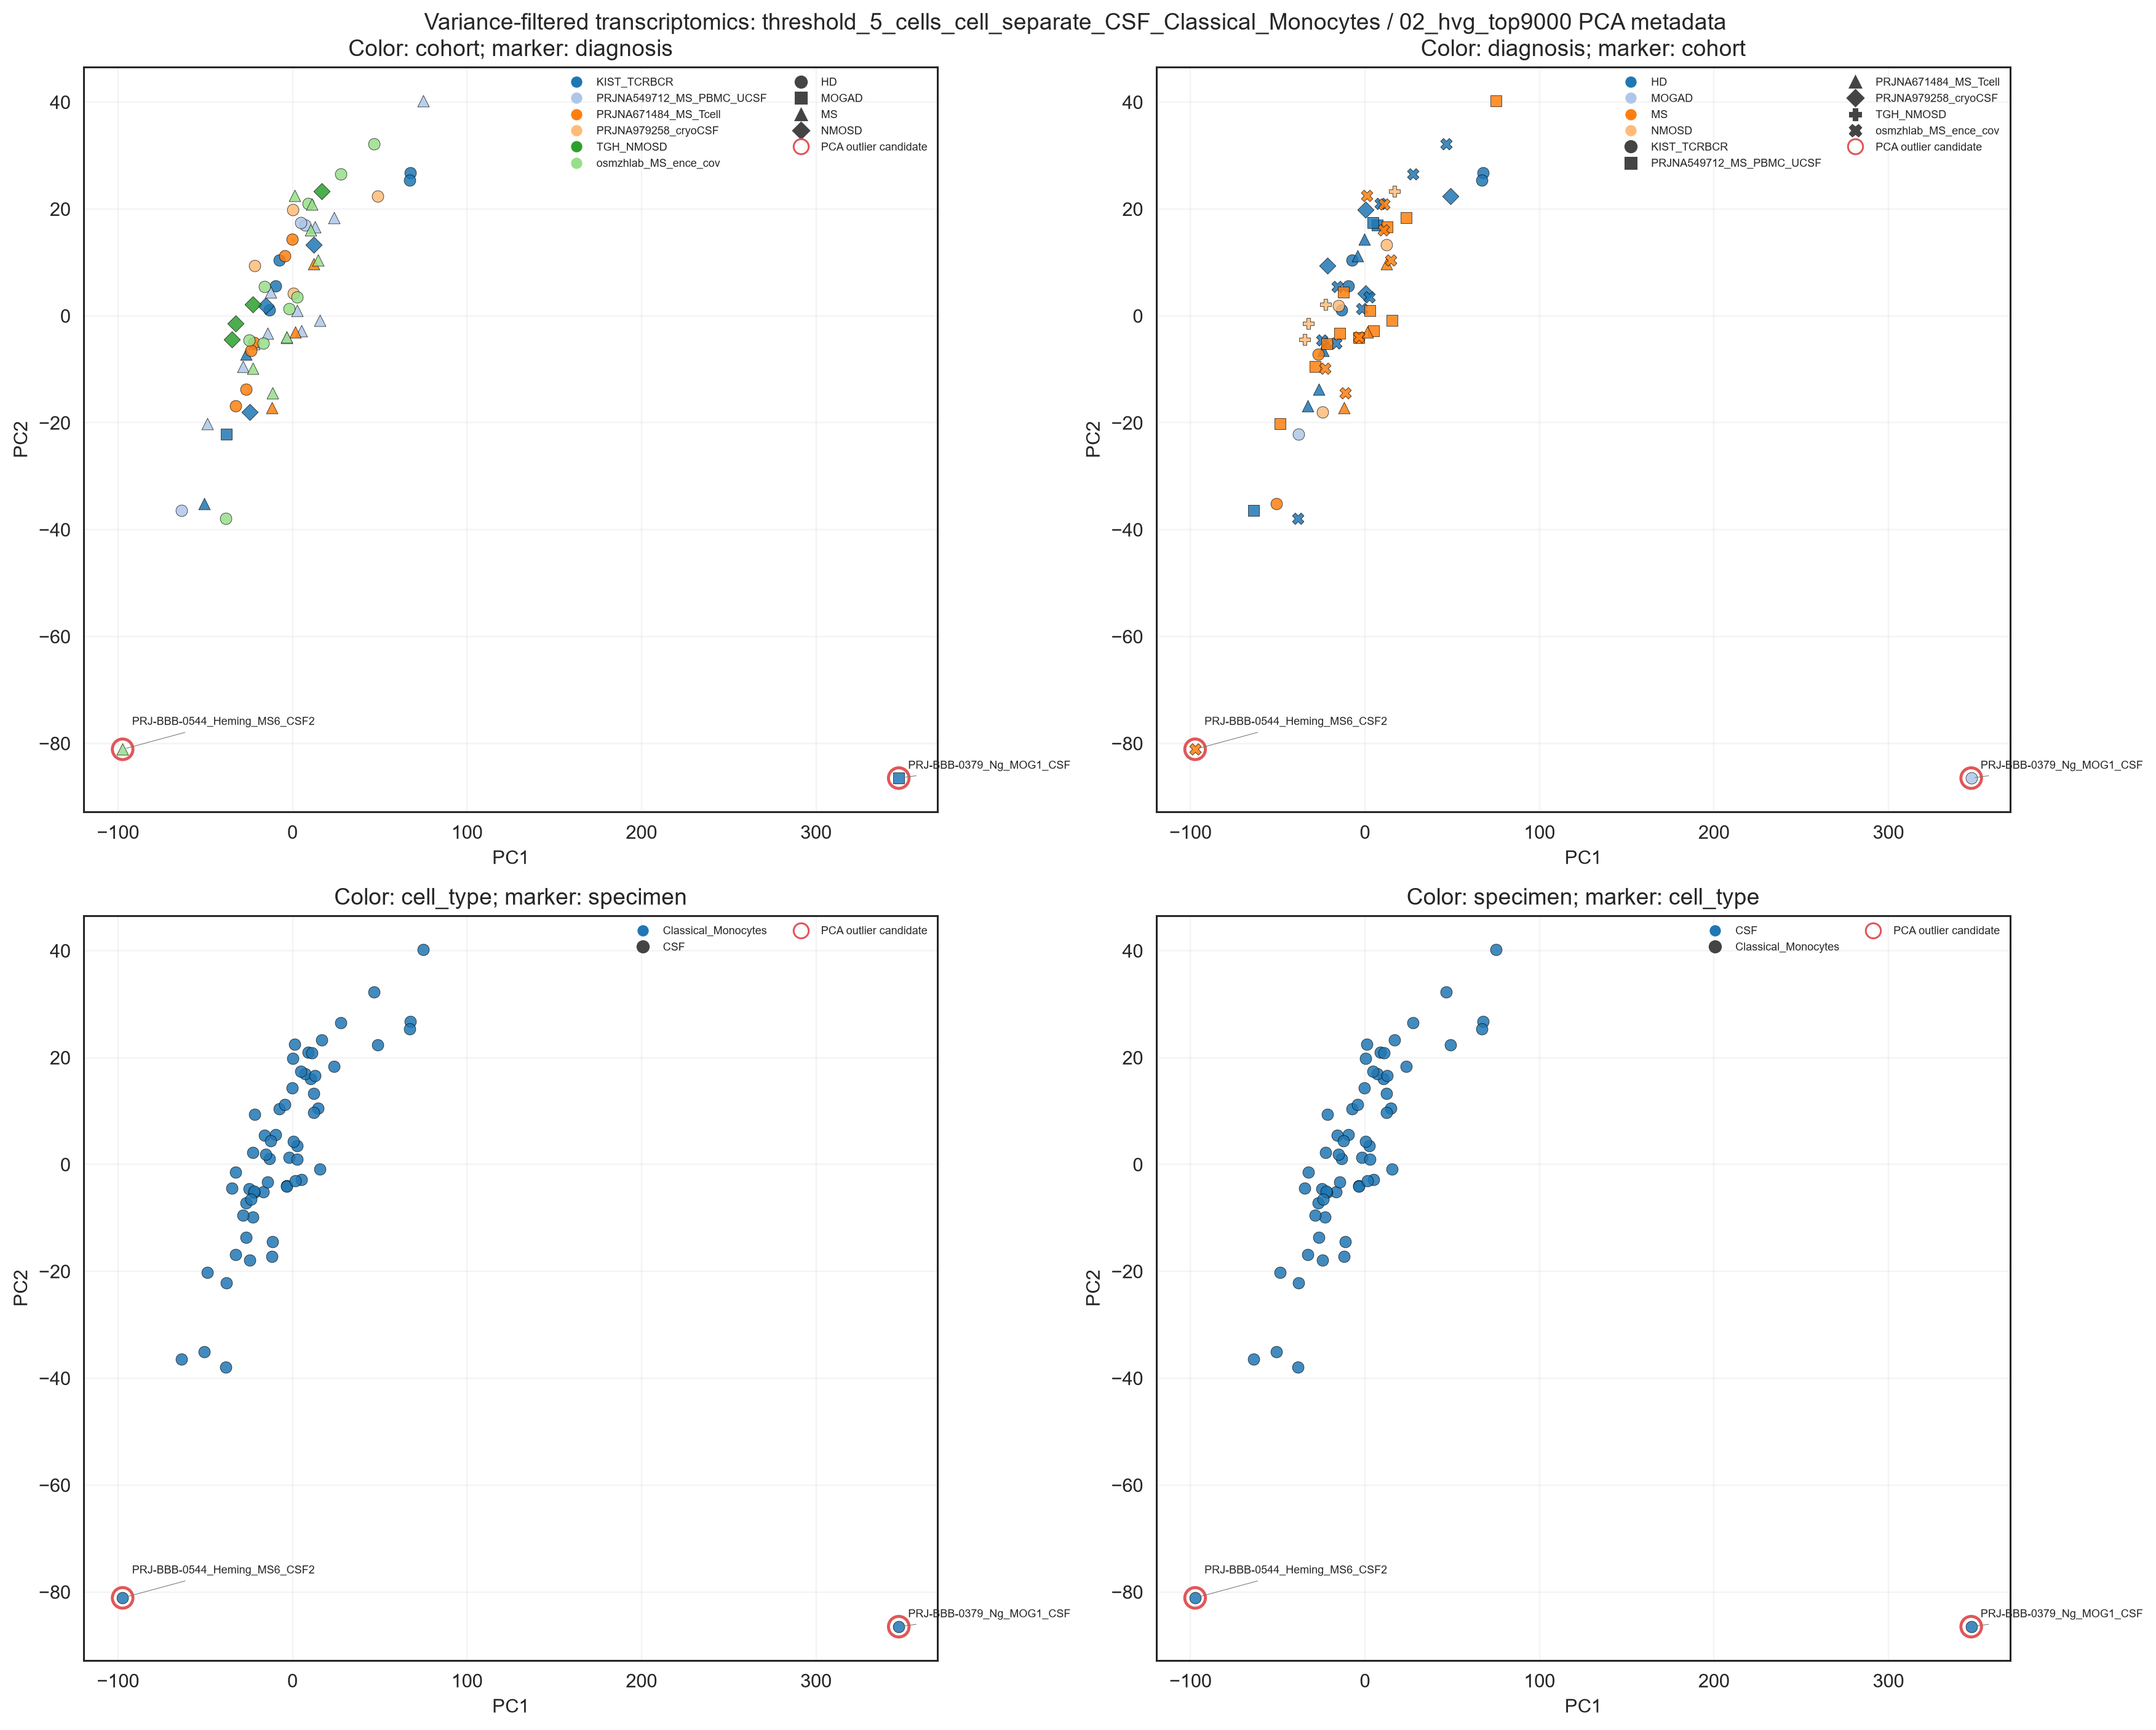 Variance-filtered transcriptomics: threshold_5_cells_cell_separate_CSF_Classical_Monocytes / 02_hvg_top9000 PCA metadata
Color: cohort; marker: diagnosis
KIST_TCRBCR
PRJNA549712_MS_PBMC_UCSF
PRJNA671484_MS_Tcell
PRJNA979258_cryoCSF
TGH_NMOSD
osmzhlab_MS_ence_cov
HD
MOGAD
MS
NMOSD
PCA outlier candidate
40
20
0
−20
−40
−60
−80
PC2
PRJ-BBB-0544_Heming_MS6_CSF2
PRJ-BBB-0379_Ng_MOG1_CSF
−100
0
100
200
300
PC1
Color: diagnosis; marker: cohort
HD
MOGAD
MS
NMOSD
KIST_TCRBCR
PRJNA549712_MS_PBMC_UCSF
PRJNA671484_MS_Tcell
PRJNA979258_cryoCSF
TGH_NMOSD
osmzhlab_MS_ence_cov
PCA outlier candidate
40
20
0
−20
−40
−60
−80
PC2
PRJ-BBB-0544_Heming_MS6_CSF2
PRJ-BBB-0379_Ng_MOG1_CSF
−100
0
100
200
300
PC1
Color: cell_type; marker: specimen
Classical_Monocytes
CSF
PCA outlier candidate
40
20
0
−20
−40
−60
−80
PC2
PRJ-BBB-0544_Heming_MS6_CSF2
PRJ-BBB-0379_Ng_MOG1_CSF
−100
0
100
200
300
PC1
Color: specimen; marker: cell_type
CSF
Classical_Monocytes
PCA outlier candidate
40
20
0
−20
−40
−60
−80
PC2
PRJ-BBB-0544_Heming_MS6_CSF2
PRJ-BBB-0379_Ng_MOG1_CSF
−100
0
100
200
300
PC1